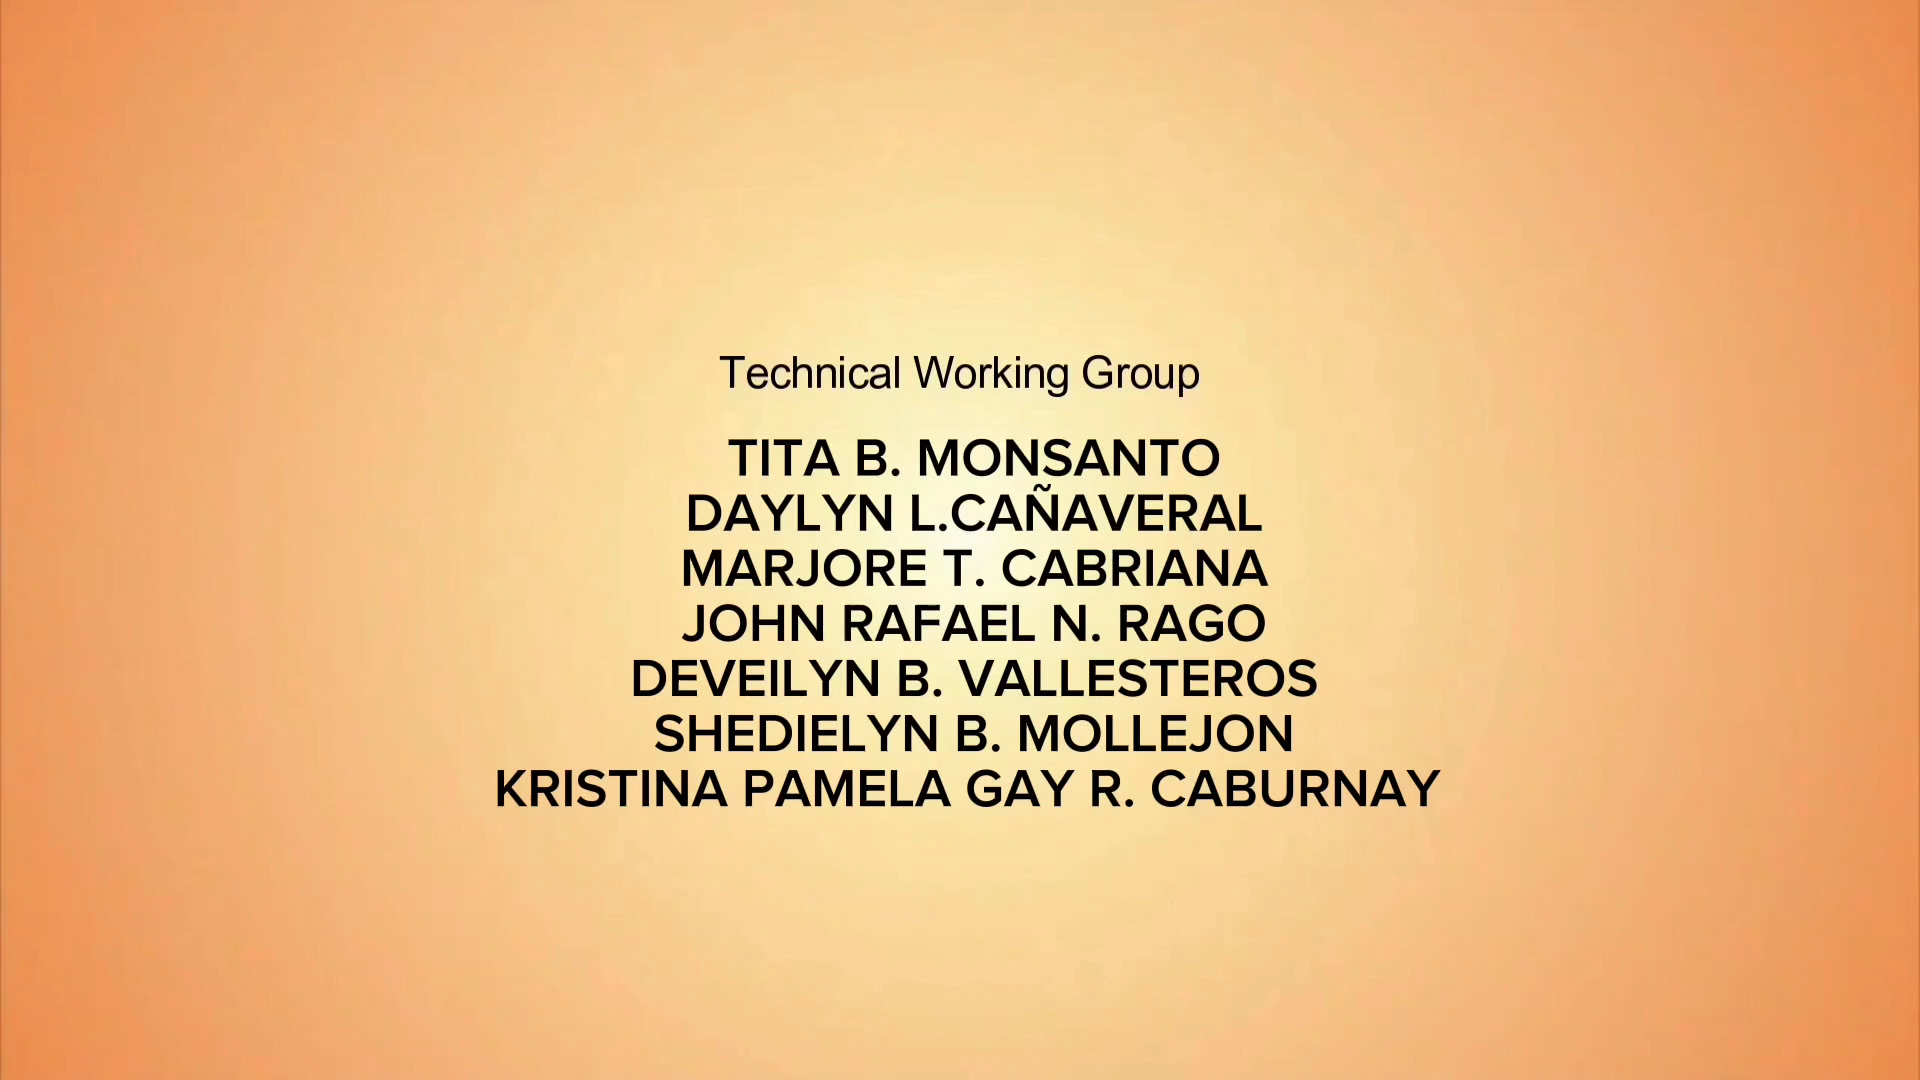 Technical Working Group
TITA B. MONSANTO
DAYLYN L.CAÑAVERAL
MARJORE T. CABRIANA
JOHN RAFAEL N. RAGO
DEVEILYN B. VALLESTEROS
SHEDIELYN B. MOLLEJON
KRISTINA PAMELA GAY R. CABURNAY